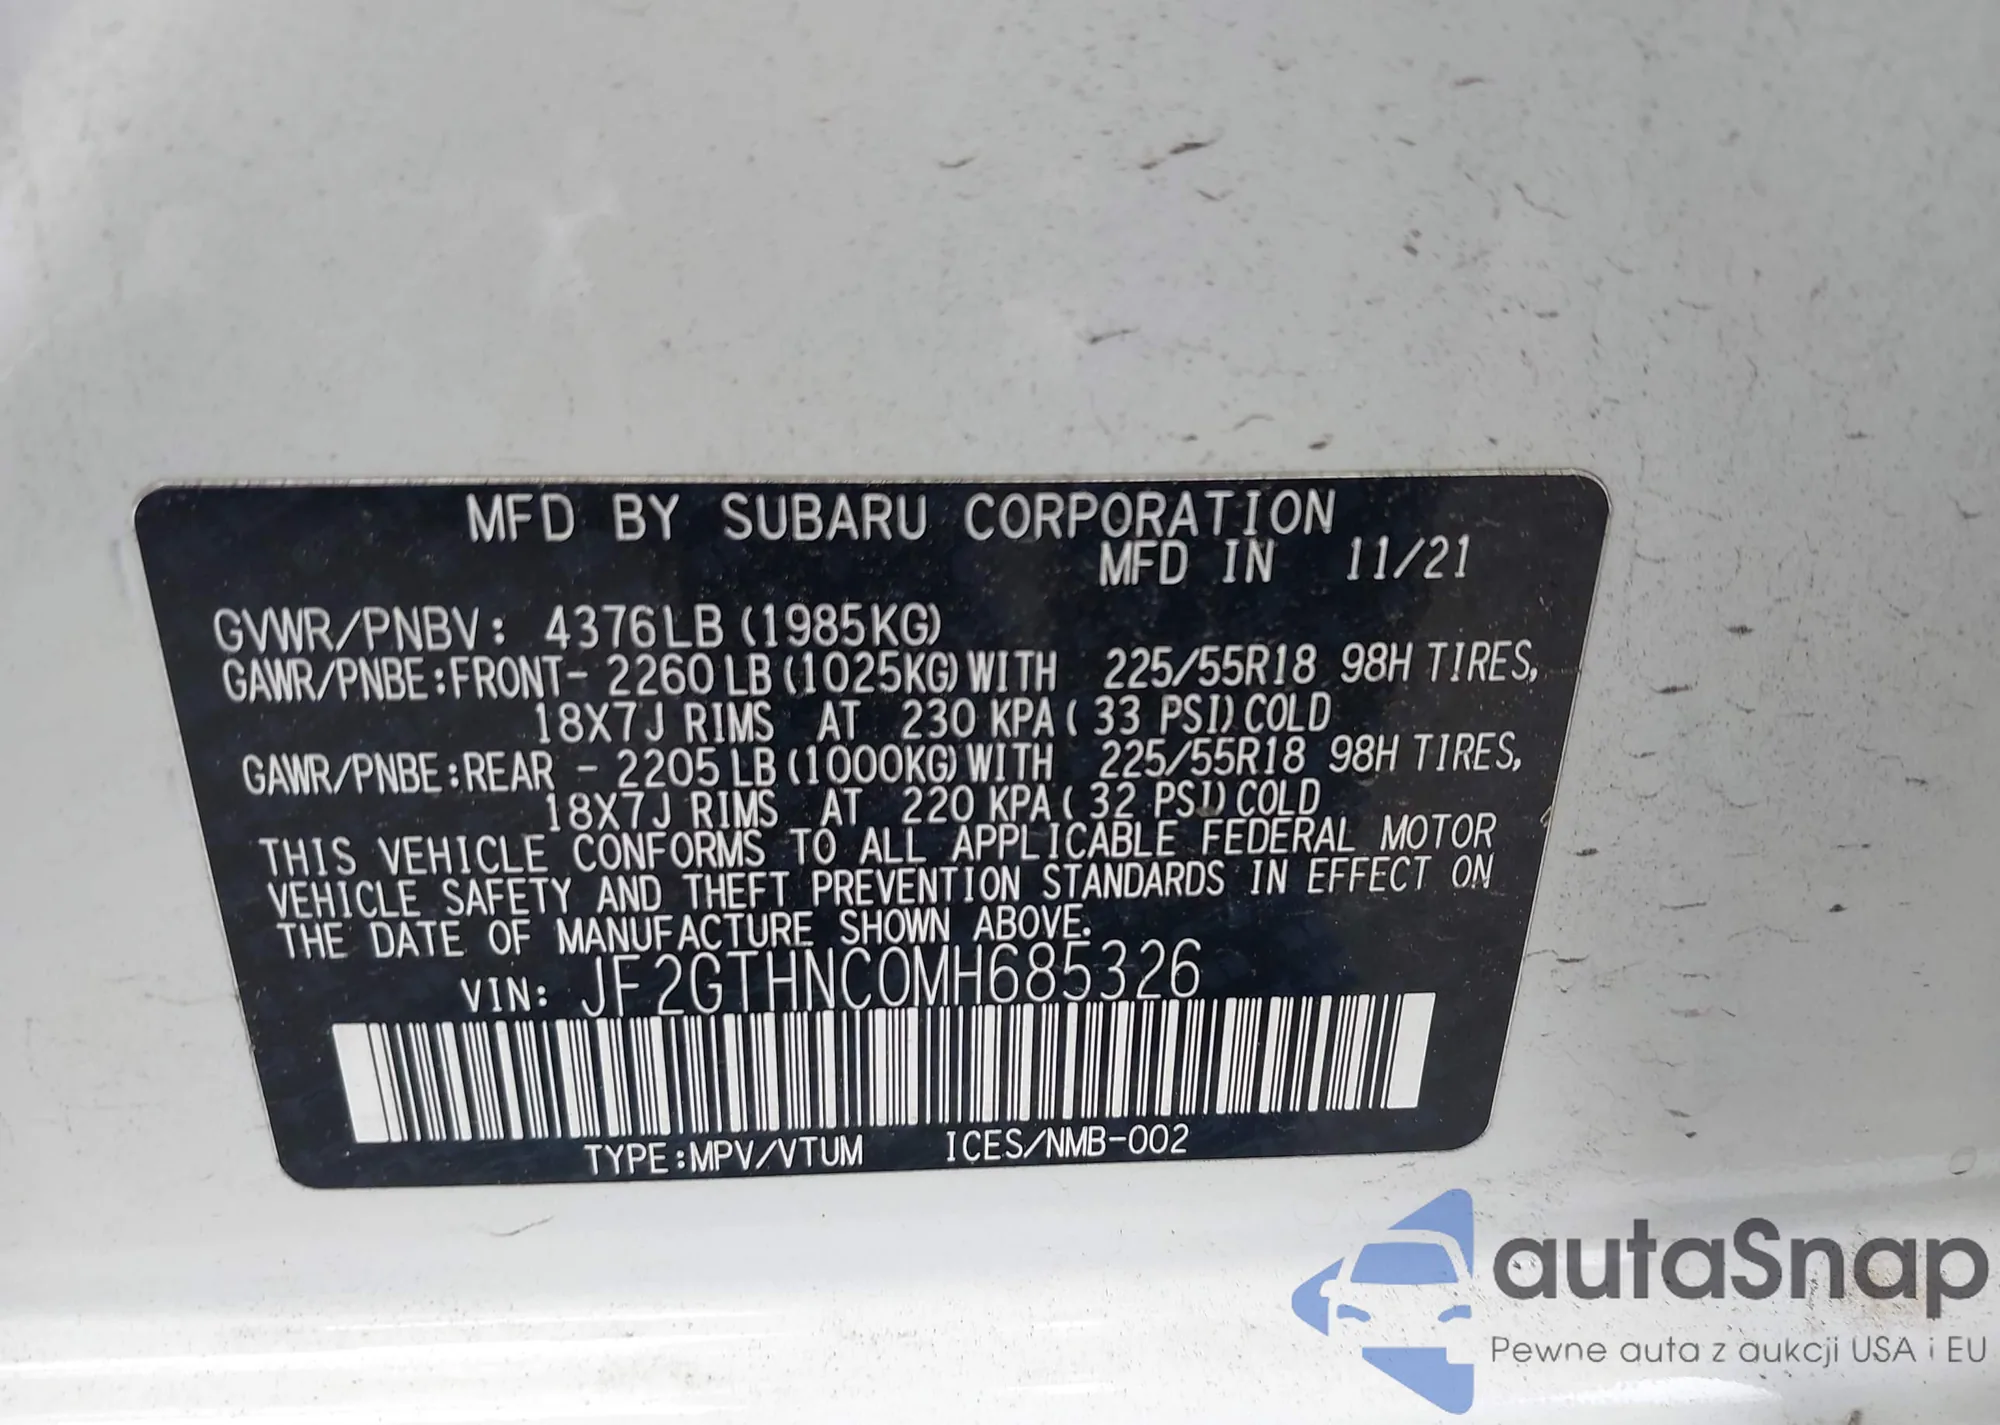 MFD BY SUBARU CORPORATION
MFD IN 11/21
GVWR/PNBV: 4376LB (1985KG)
GAWR/PNBE:FRONT- 2260 LB (1025KG) WITH 225/55R18 98H TIRES,
18X7J RIMS AT 230 KPA ( 33 PSI) COLD
GAWR/PNBE:REAR - 2205 LB (1000KG) WITH 225/55R18 98H TIRES,
18X7J RIMS AT 220 KPA ( 32 PSI) COLD
THIS VEHICLE CONFORMS TO ALL APPLICABLE FEDERAL MOTOR
VEHICLE SAFETY AND THEFT PREVENTION STANDARDS IN EFFECT ON
THE DATE OF MANUFACTURE SHOWN ABOVE.
VIN: JF2GTHNC0MH685326
TYPE:MPV/VTUM ICES/NMB-002
autaSnap
Pewne auta z aukcji USA i EU